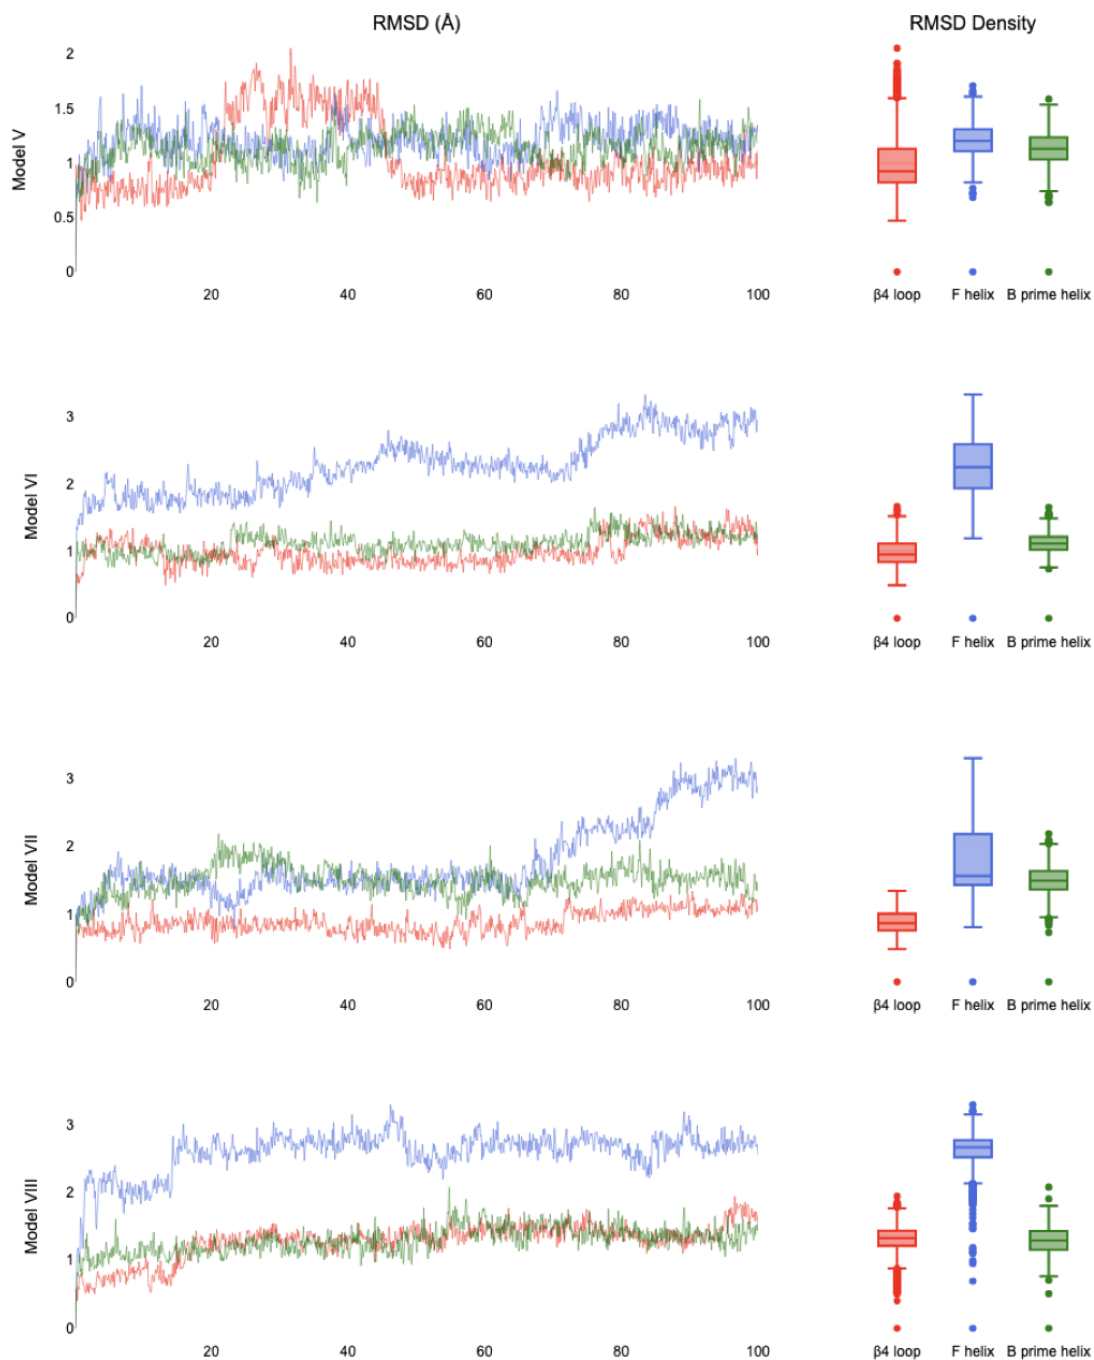 RMSD (Å)
RMSD Density
Model V
2
1.5
1
0.5
0
20 40 60 80 100
β4 loop F helix B prime helix
Model VI
3
2
1
0
20 40 60 80 100
β4 loop F helix B prime helix
Model VII
3
2
1
0
20 40 60 80 100
β4 loop F helix B prime helix
Model VIII
3
2
1
0
20 40 60 80 100
β4 loop F helix B prime helix